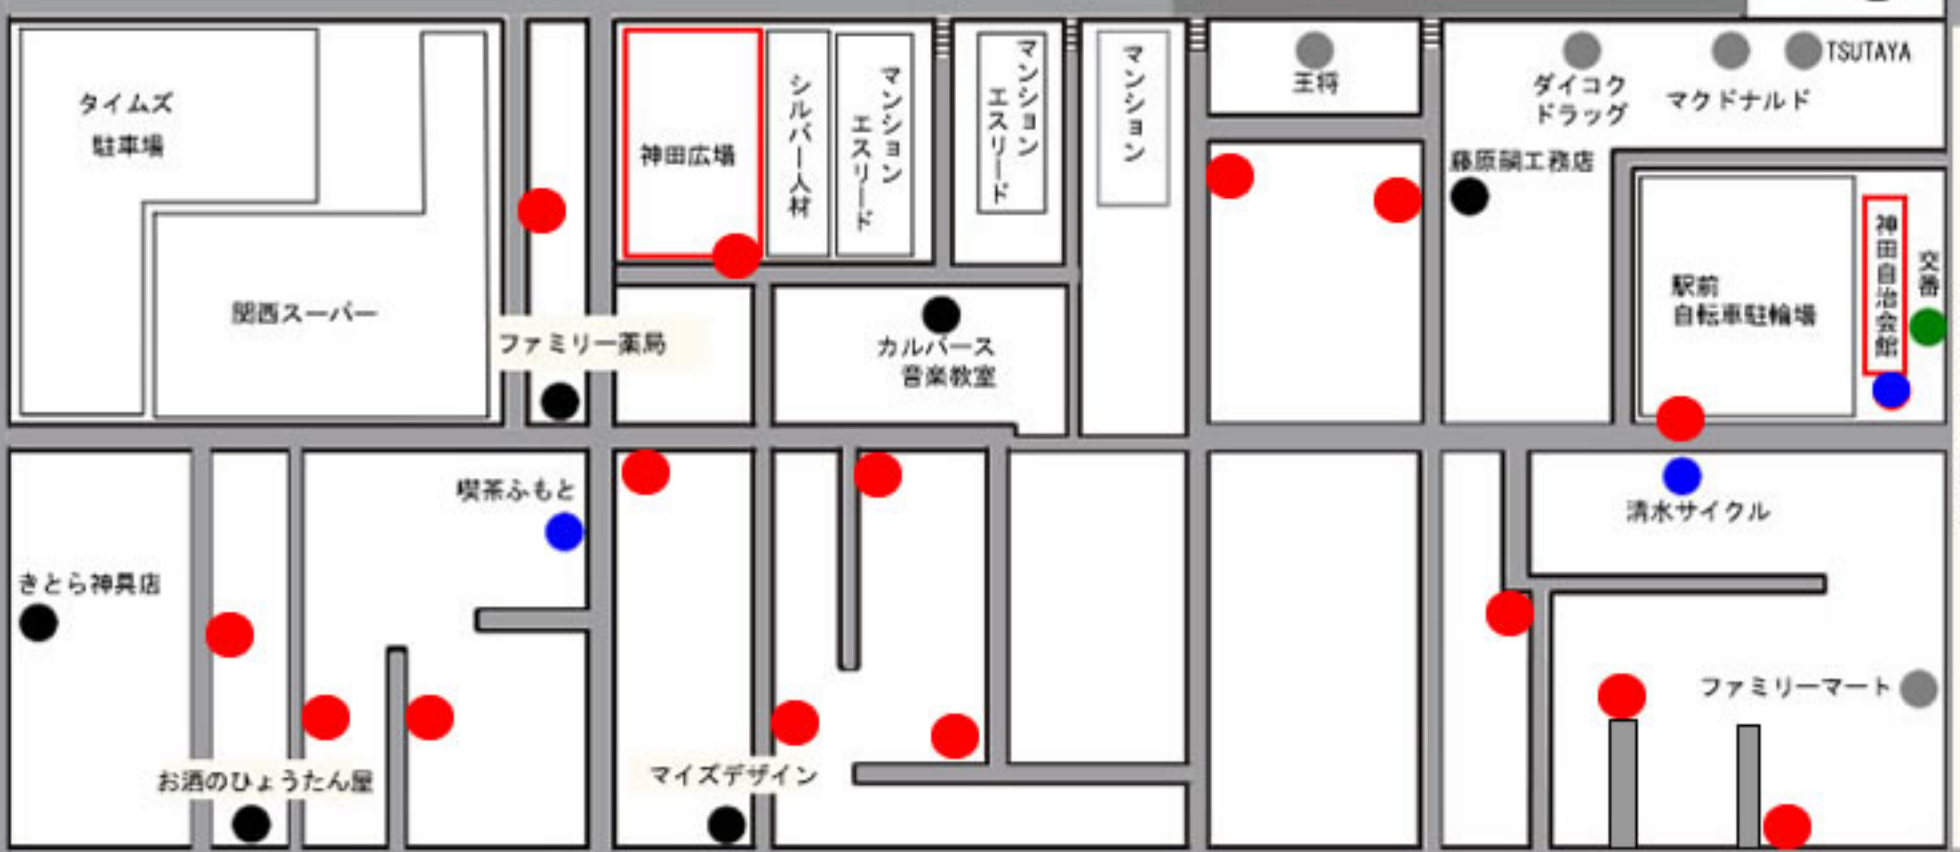 タイムズ
駐車場
関西スーパー
ファミリー薬局
神田広場
シルバー人材
マンション
エスリード
マンション
エスリード
マンション
王将
ダイコク
ドラッグ
マクドナルド
TSUTAYA
藤原嗣工務店
駅前
自転車駐輪場
神田自治会館
交番
カルバース
音楽教室
喫茶ふもと
清水サイクル
きとら神具店
ファミリーマート
お酒のひょうたん屋
マイズデザイン